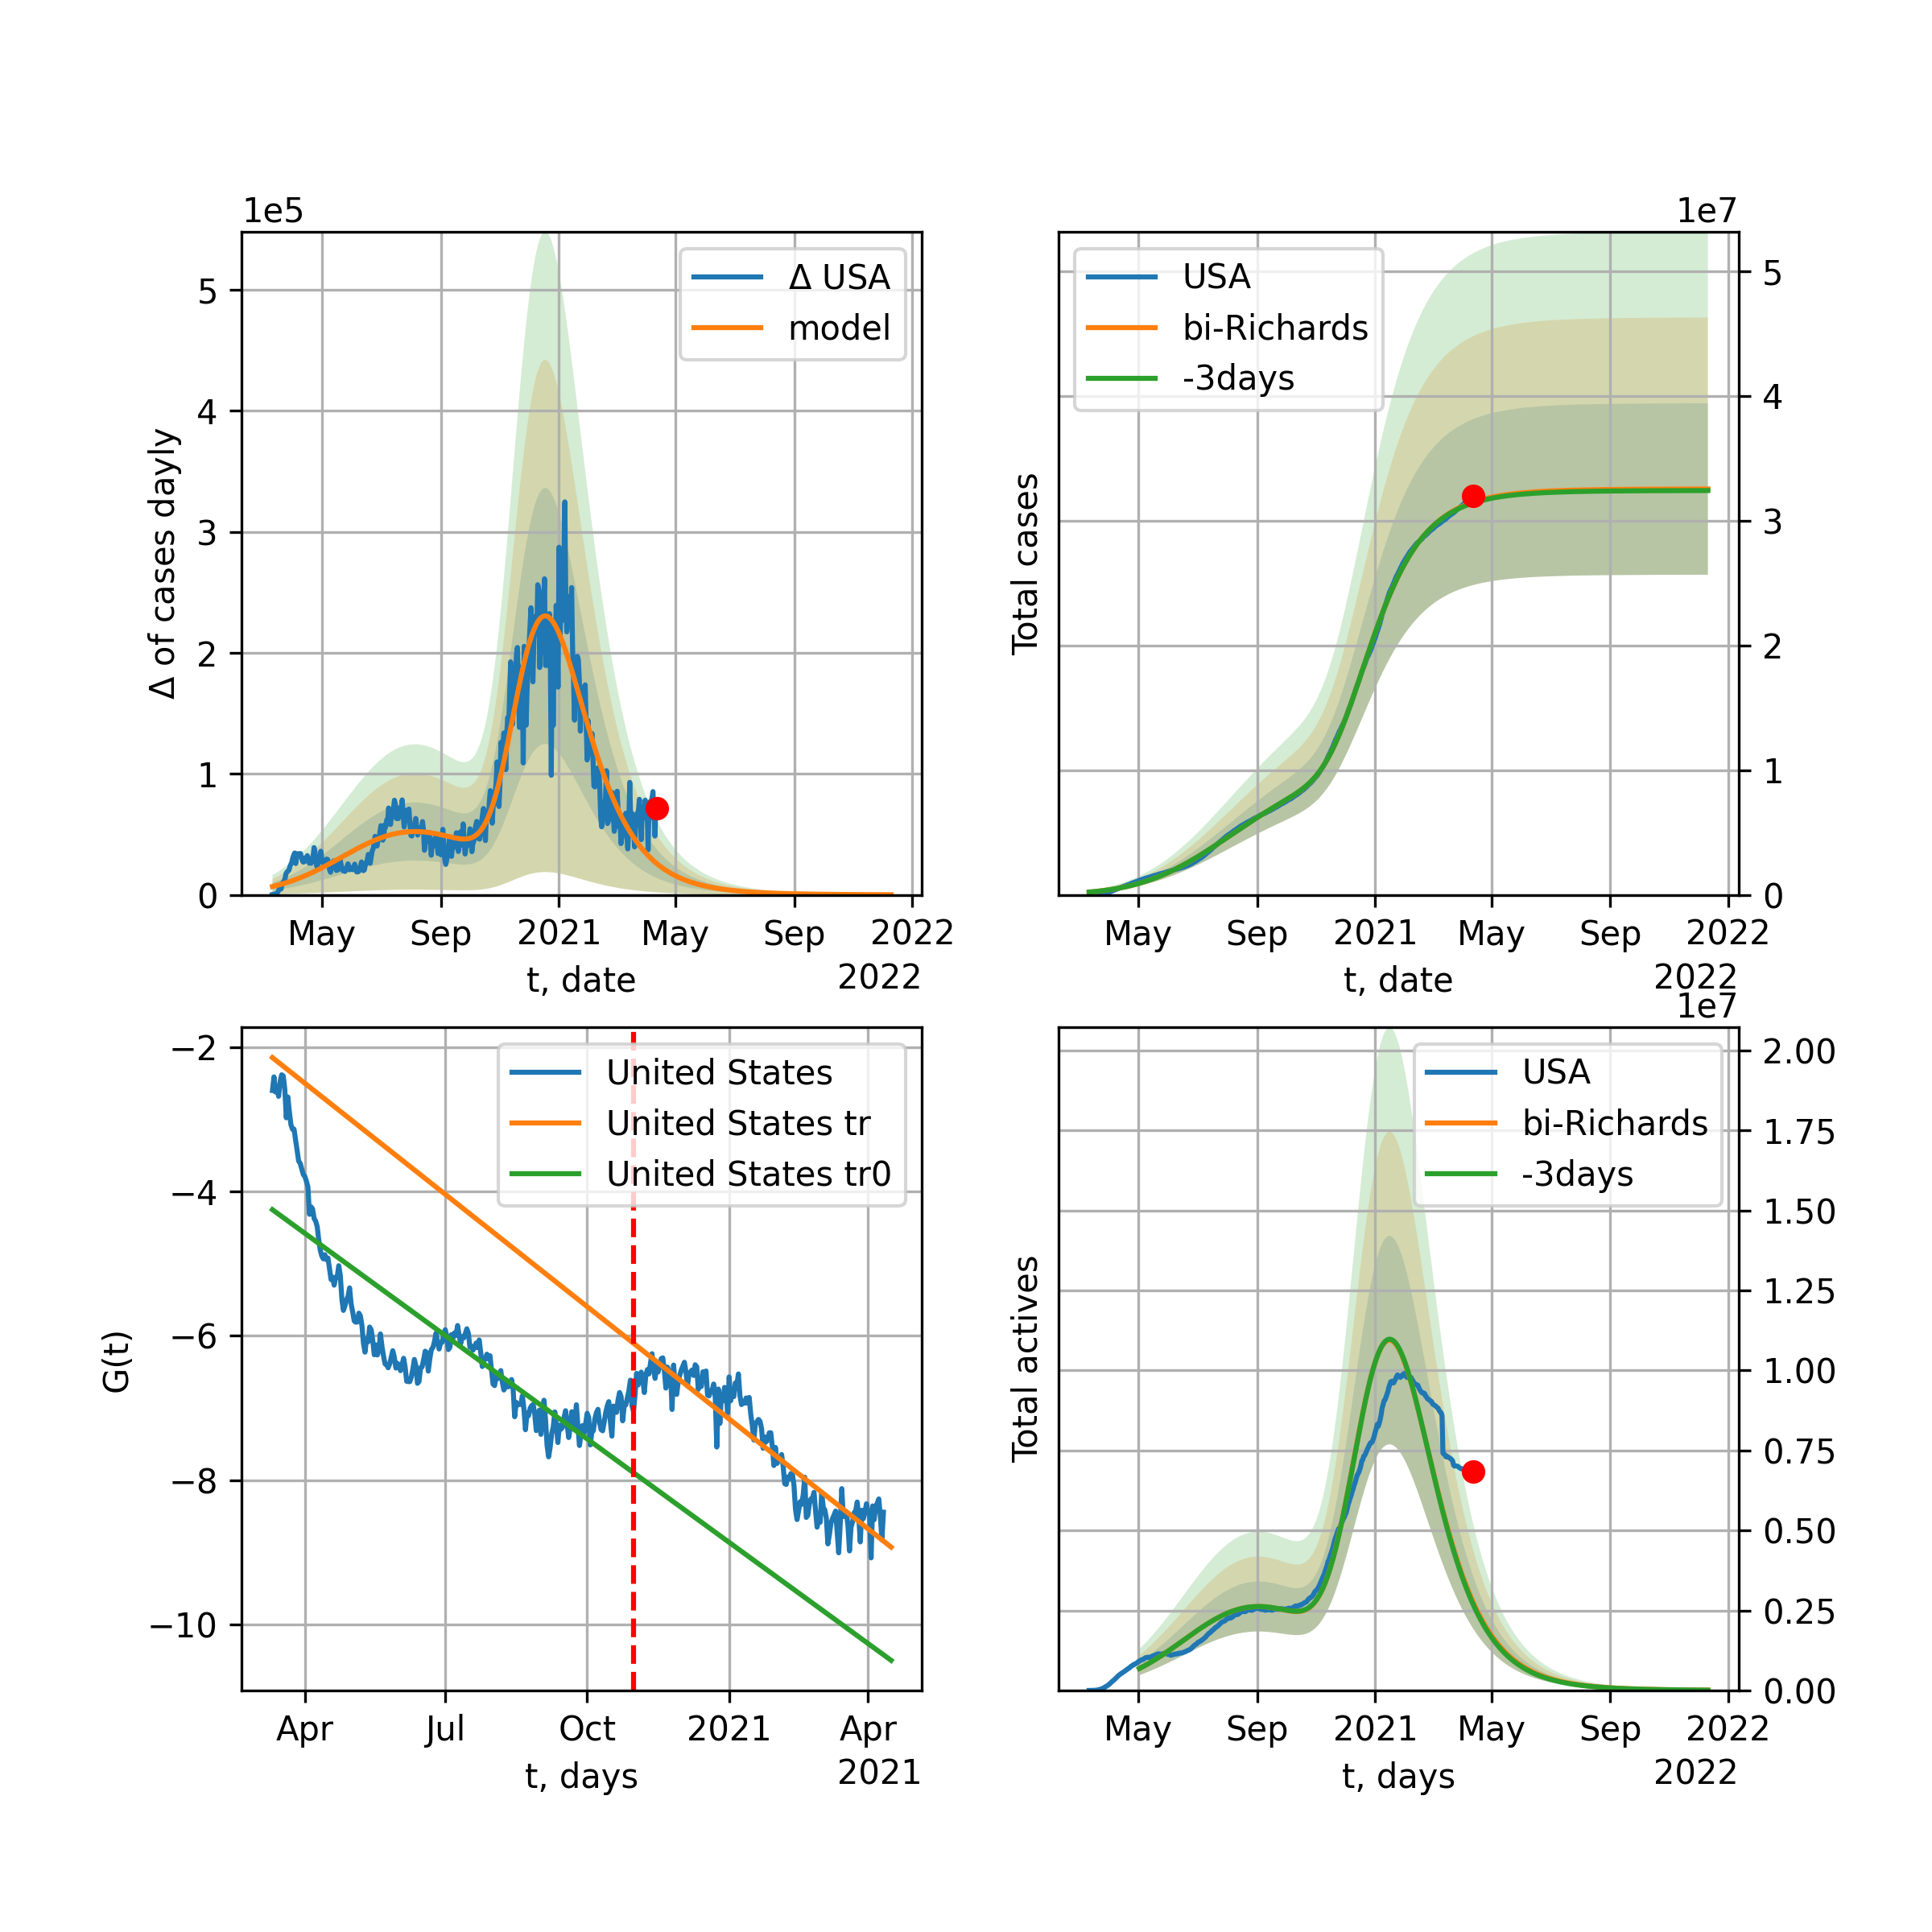 1e5
Δ of cases dayly
5
4
3
2
1
0
Δ USA
model
May Sep 2021 May Sep 2022
t, date
2022
1e7
Total cases
USA
bi-Richards
-3days
5
4
3
2
1
0
May Sep 2021 May Sep 2022
t, date
2022
G(t)
−2
−4
−6
−8
−10
United States
United States tr
United States tr0
Apr Jul Oct 2021 Apr
t, days
2021
1e7
Total actives
USA
bi-Richards
-3days
2.00
1.75
1.50
1.25
1.00
0.75
0.50
0.25
0.00
May Sep 2021 May Sep 2022
t, days
2022